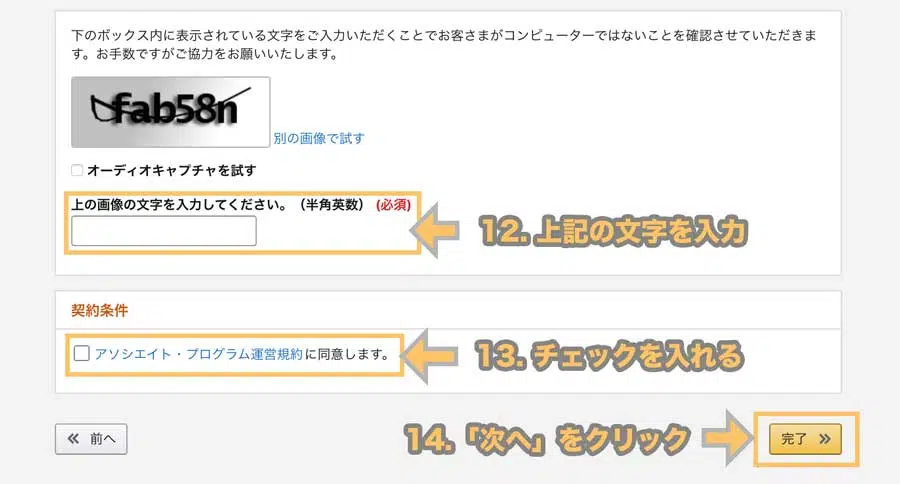 下のボックス内に表示されている文字をご入力いただくことでお客さまがコンピューターではないことを確認させていただきま
す。お手数ですがご協力をお願いいたします。
fab58n
別の画像で試す
オーディオキャプチャを試す
上の画像の文字を入力してください。（半角英数） (必須)
12. 上記の文字を入力
契約条件
アソシエイト・プログラム運営規約に同意します。
13. チェックを入れる
« 前へ
14.「次へ」をクリック
完了 »